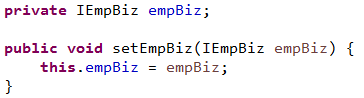 private IEmpBiz empBiz;
public void setEmpBiz(IEmpBiz empBiz) {
    this.empBiz = empBiz;
}